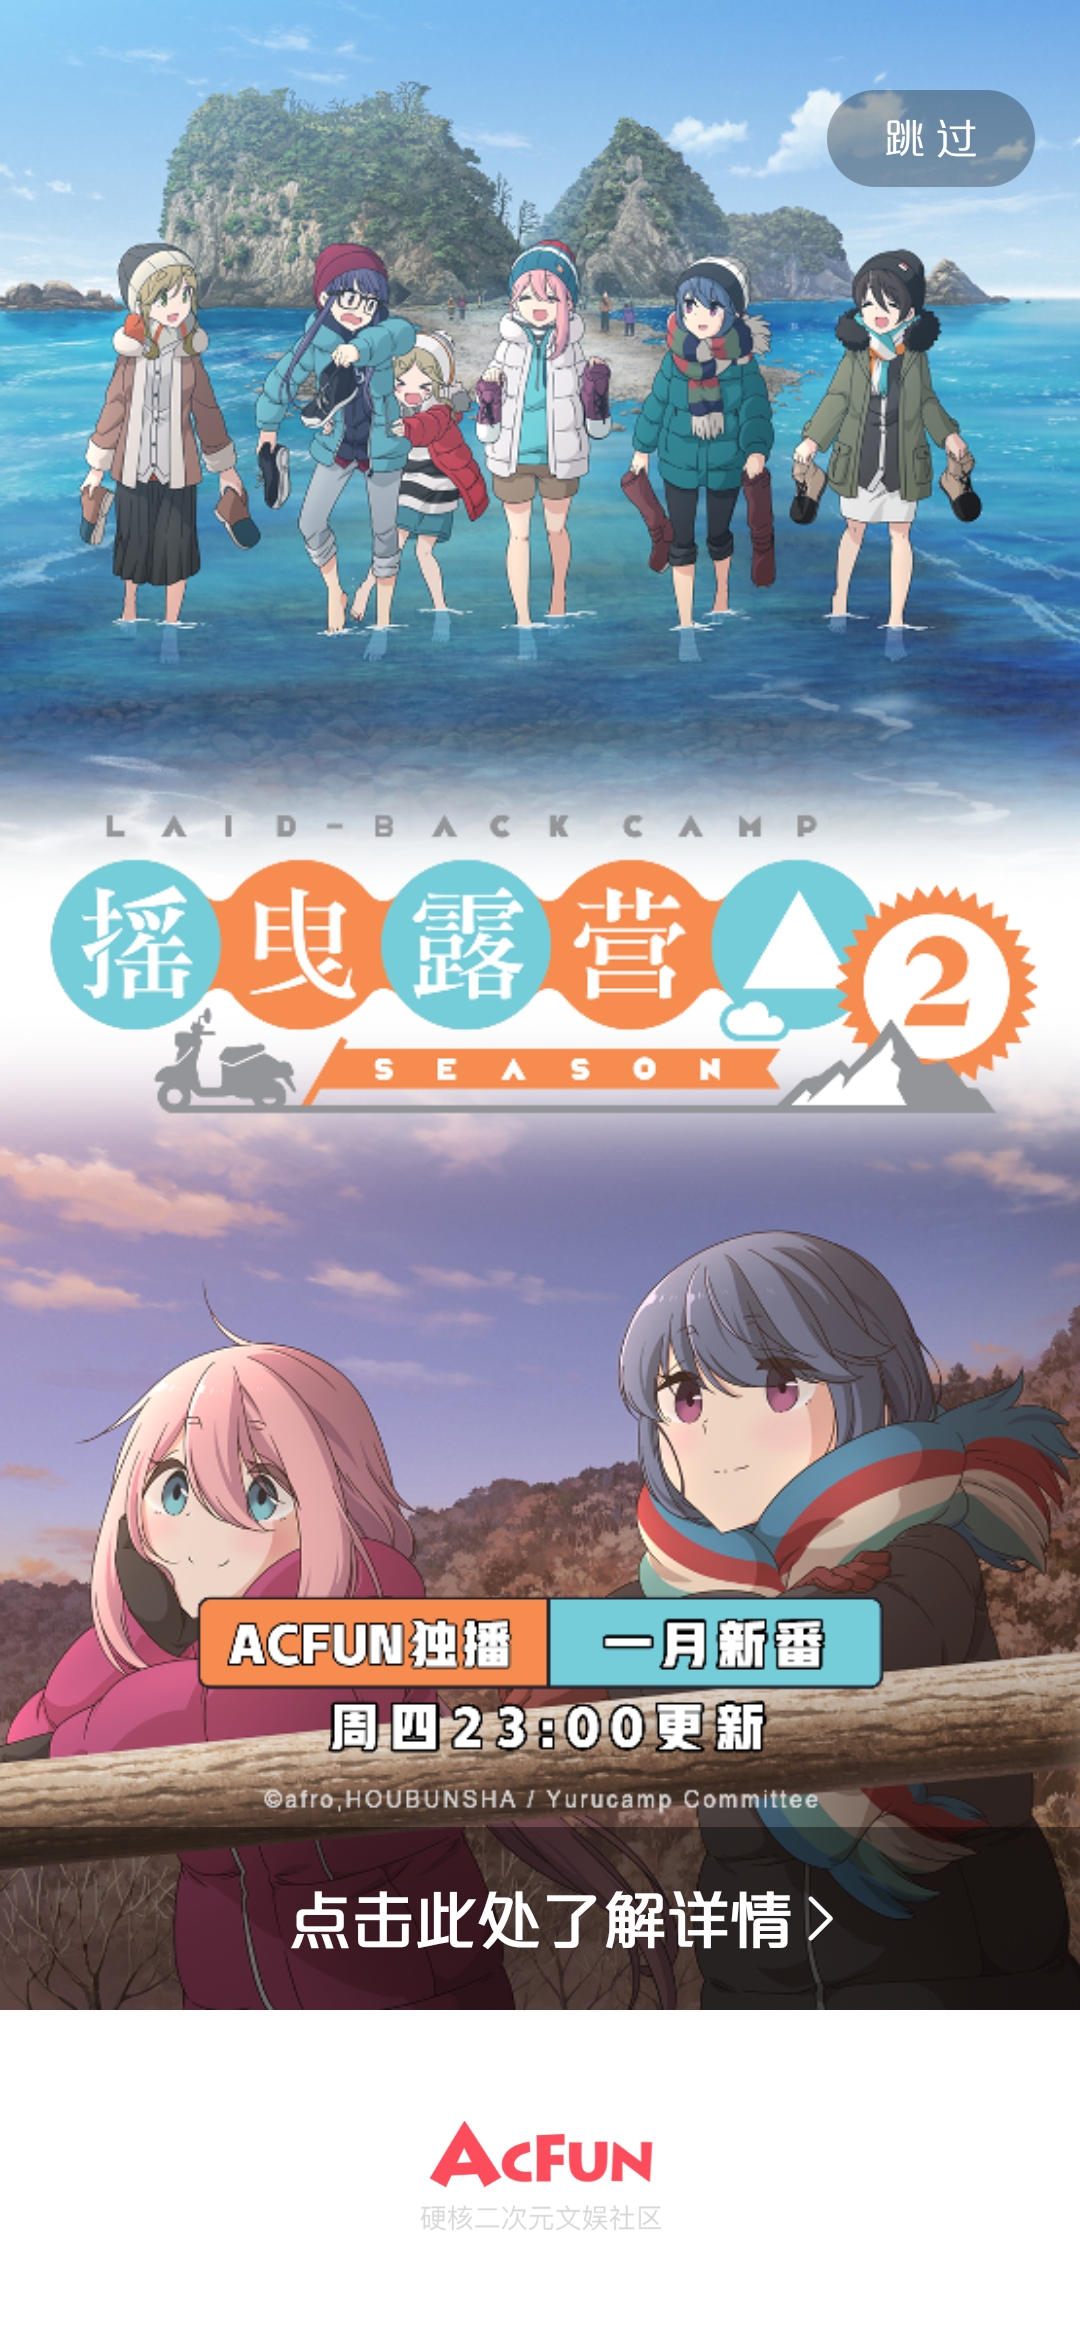 跳过
LAID-BACK CAMP
摇曳露营△2
SEASON
ACFUN独播 一月新番
周四23:00更新
©afro,HOUBUNSHA / Yurucamp Committee
点击此处了解详情>
ACFUN
硬核二次元文娱社区